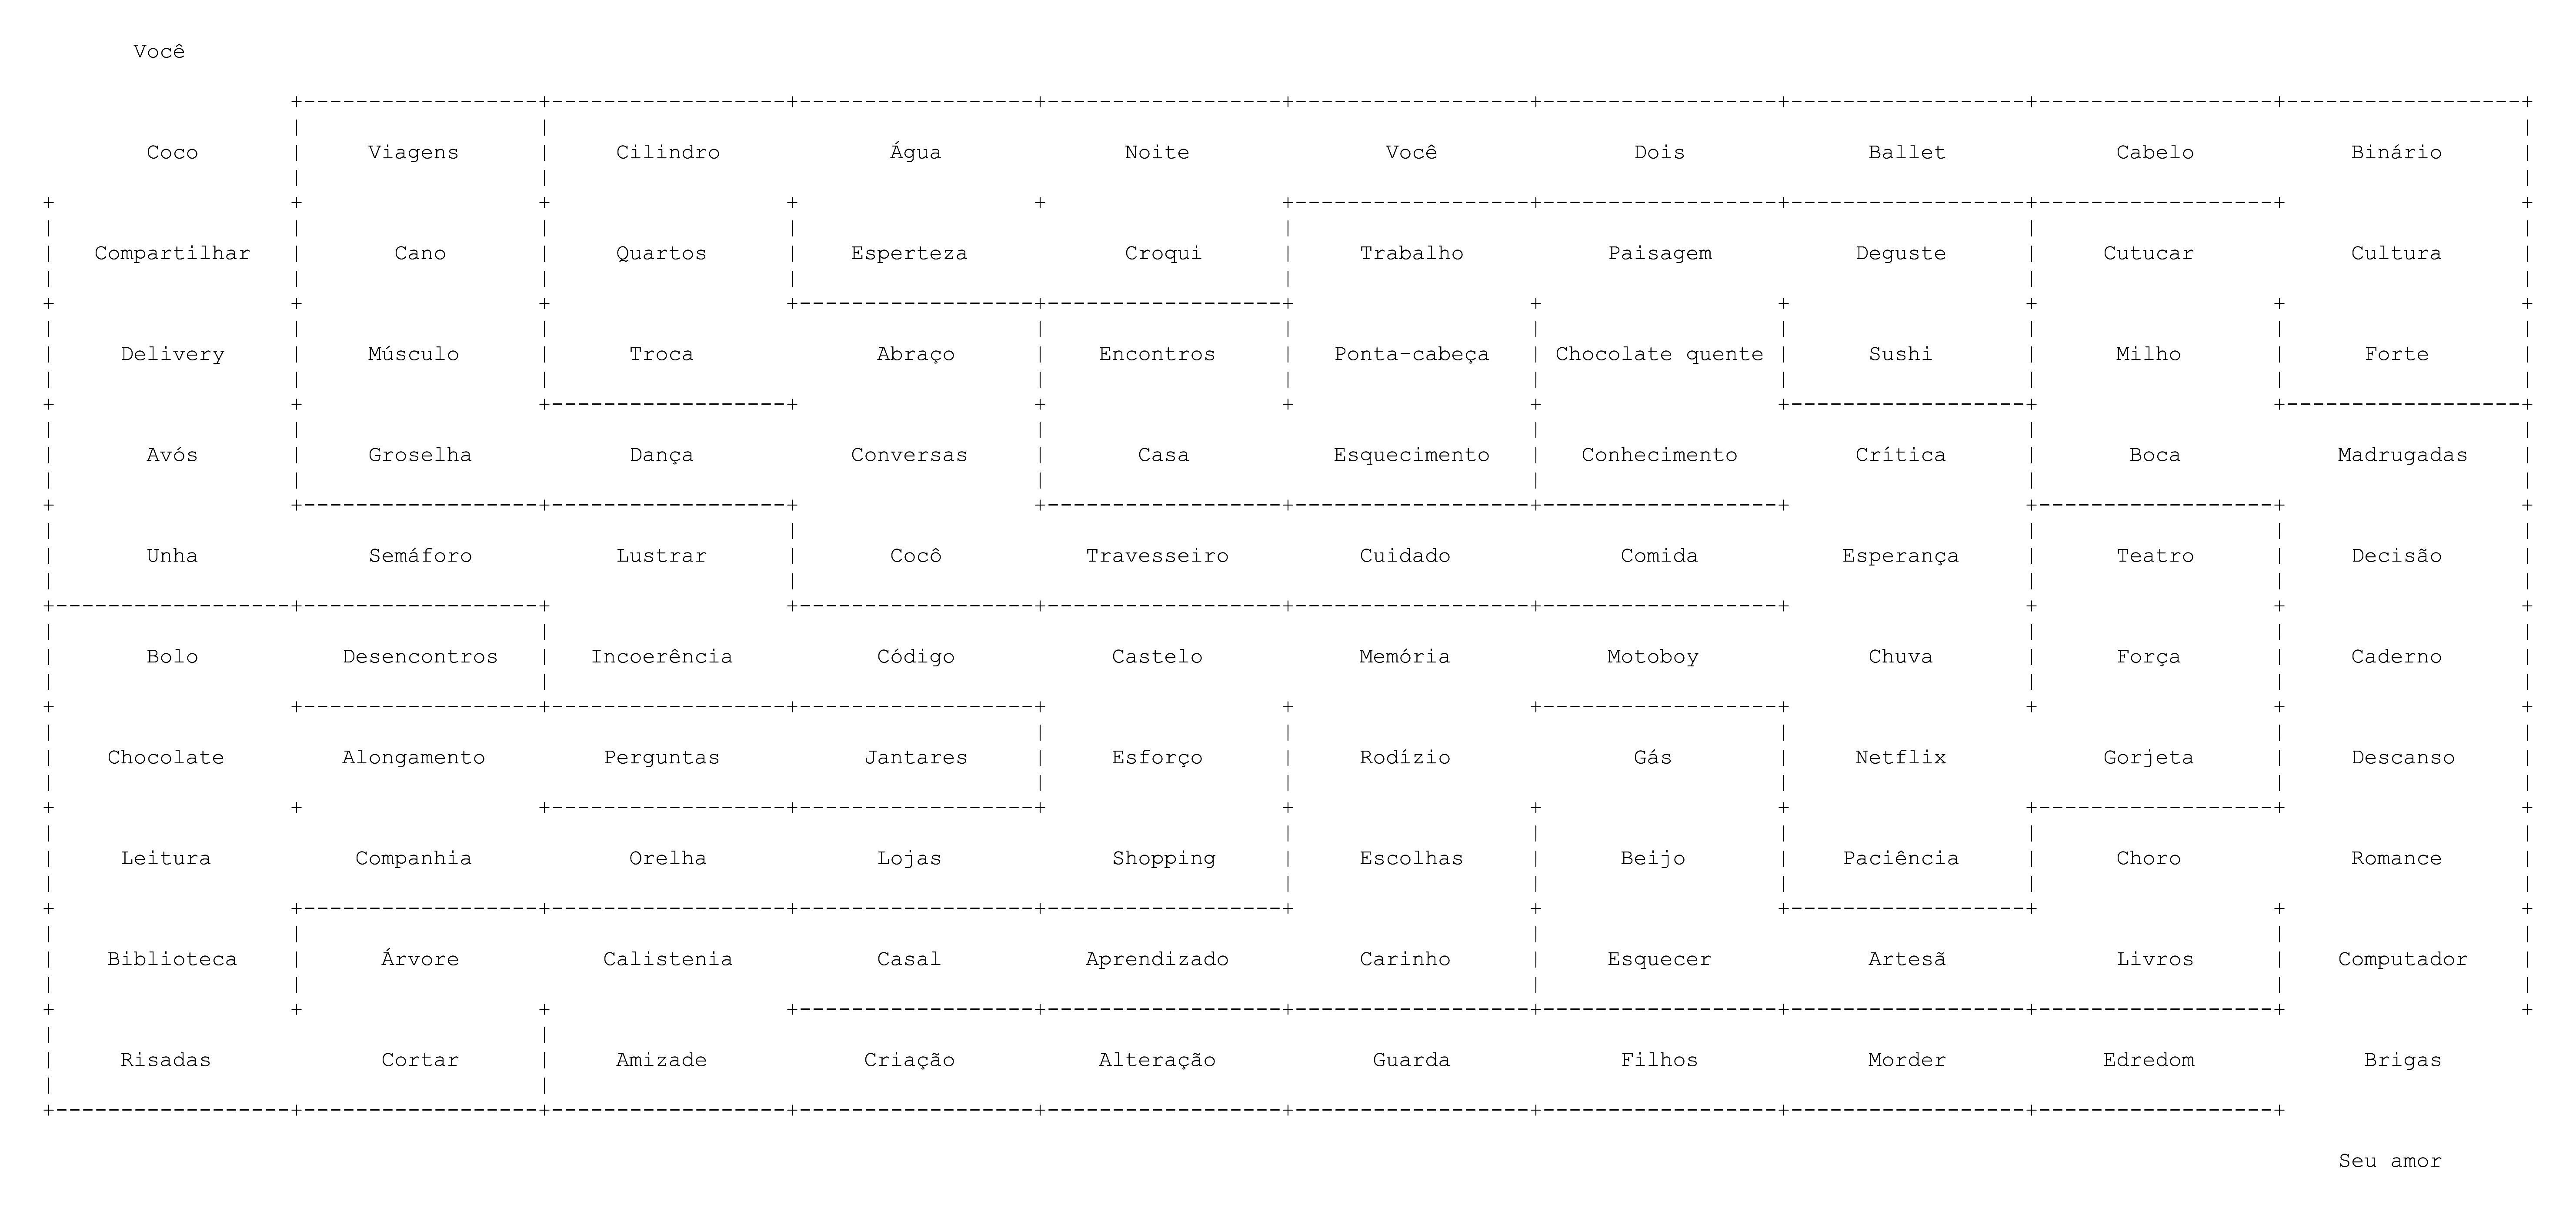 Você
Coco Viagens Cilindro Água Noite Você Dois Ballet Cabelo Binário
Compartilhar Cano Quartos Esperteza Croqui Trabalho Paisagem Deguste Cutucar Cultura
Delivery Músculo Troca Abraço Encontros Ponta-cabeça Chocolate quente Sushi Milho Forte
Avós Groselha Dança Conversas Casa Esquecimento Conhecimento Crítica Boca Madrugadas
Unha Semáforo Lustrar Cocô Travesseiro Cuidado Comida Esperança Teatro Decisão
Bolo Desencontros Incoerência Código Castelo Memória Motoboy Chuva Força Caderno
Chocolate Alongamento Perguntas Jantares Esforço Rodízio Gás Netflix Gorjeta Descanso
Leitura Companhia Orelha Lojas Shopping Escolhas Beijo Paciência Choro Romance
Biblioteca Árvore Calistenia Casal Aprendizado Carinho Esquecer Artesã Livros Computador
Risadas Cortar Amizade Criação Alteração Guarda Filhos Morder Edredom Brigas
Seu amor